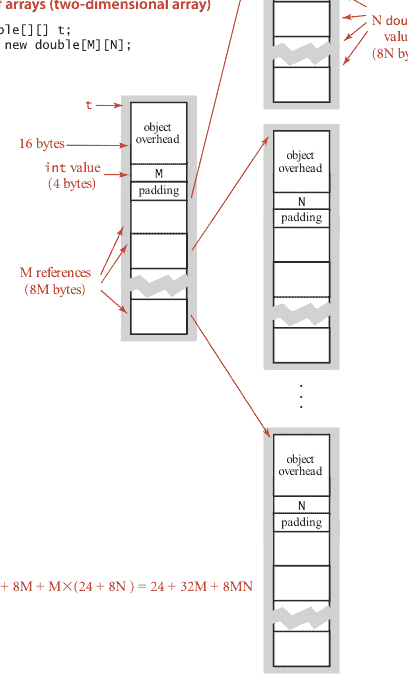 f arrays (two-dimensional array)
ble[][] t;
new double[M][N];
N dou
value
(8N by
t
16 bytes
object
overhead
int value
(4 bytes)
M
padding
M references
(8M bytes)
object
overhead
N
padding
object
overhead
N
padding
+ 8M + M×(24 + 8N ) = 24 + 32M + 8MN